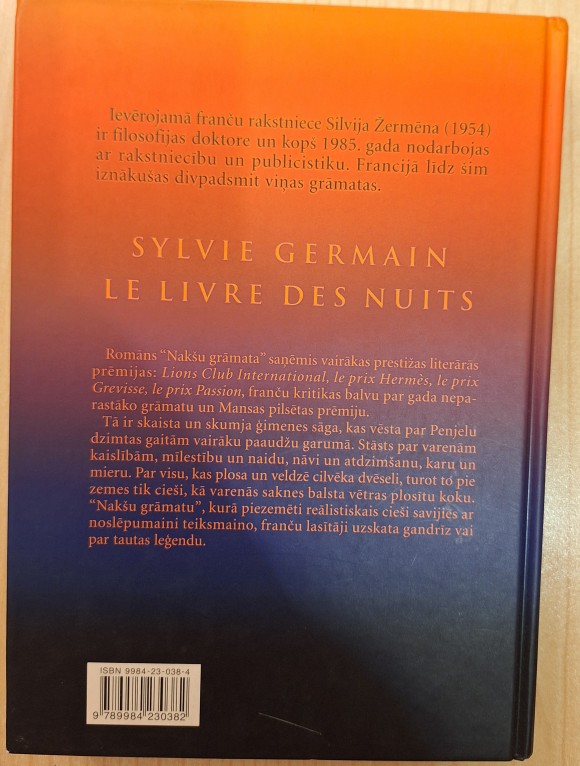 Ievērojamā franču rakstniece Silvija Žermēna (1954)
ir filosofijas doktore un kopš 1985. gada nodarbojas
ar rakstniecību un publicistiku. Francijā līdz šim
iznākušas divpadsmit viņas grāmatas.
SYLVIE GERMAIN
LE LIVRE DES NUITS
Romāns “Nakšu grāmata” saņēmis vairākas prestižas literārās
prēmijas: Lions Club International, le prix Hermès, le prix
Grevisse, le prix Passion, franču kritikas balvu par gada nepa-
rastāko grāmatu un Mansas pilsētas prēmiju.
Tā ir skaista un skumja ģimenes sāga, kas vēsta par Penjelu
dzimtas gaitām vairāku paaudžu garumā. Stāsts par varenām
kaislībām, mīlestību un naidu, nāvi un atdzimšanu, karu un
mieru. Par visu, kas plosa un veldzē cilvēka dvēseli, turot to pie
zemes tik cieši, kā varenās saknes balsta vētras plosītu koku.
“Nakšu grāmatu”, kurā piezemēti reālistiskais cieši savijies ar
noslēpumaini teiksmaino, franču lasītāji uzskata gandrīz vai
par tautas leģendu.
ISBN 9984-23-038-4
9 789984 230382